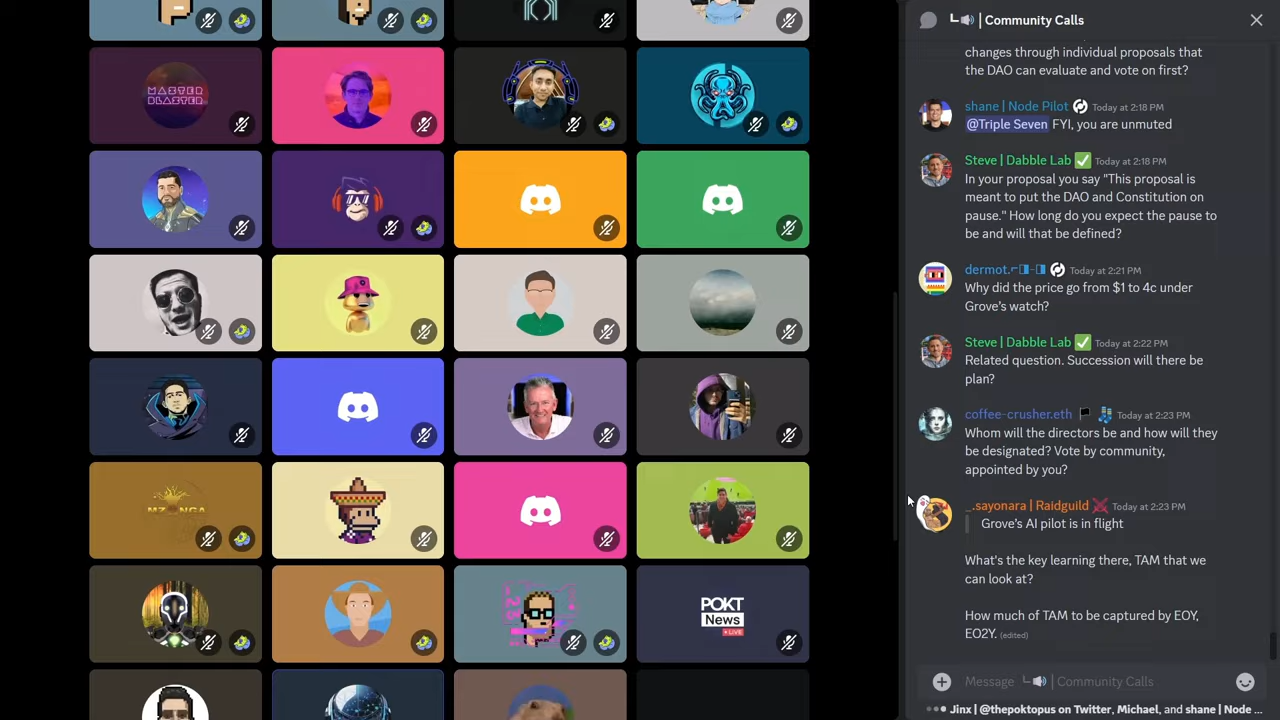 Community Calls
changes through individual proposals that
the DAO can evaluate and vote on first?
shane | Node Pilot Today at 2:18 PM
@Triple Seven FYI, you are unmuted
Steve | Dabble Lab Today at 2:18 PM
In your proposal you say "This proposal is
meant to put the DAO and Constitution on
pause." How long do you expect the pause to
be and will that be defined?
dermot. Today at 2:21 PM
Why did the price go from $1 to 4c under
Grove's watch?
Steve | Dabble Lab Today at 2:22 PM
Related question. Succession will there be
plan?
coffee-crusher.eth Today at 2:23 PM
Whom will the directors be and how will they
be designated? Vote by community,
appointed by you?
_.sayonara | Raidguild Today at 2:23 PM
Grove's AI pilot is in flight
What's the key learning there, TAM that we
can look at?
How much of TAM to be captured by EOY,
EO2Y. (edited)
Message Community Calls
Jinx | @thepoktopus on Twitter, Michael, and shane | Node ...
MASTER
BLASTER
POKT
News
LIVE